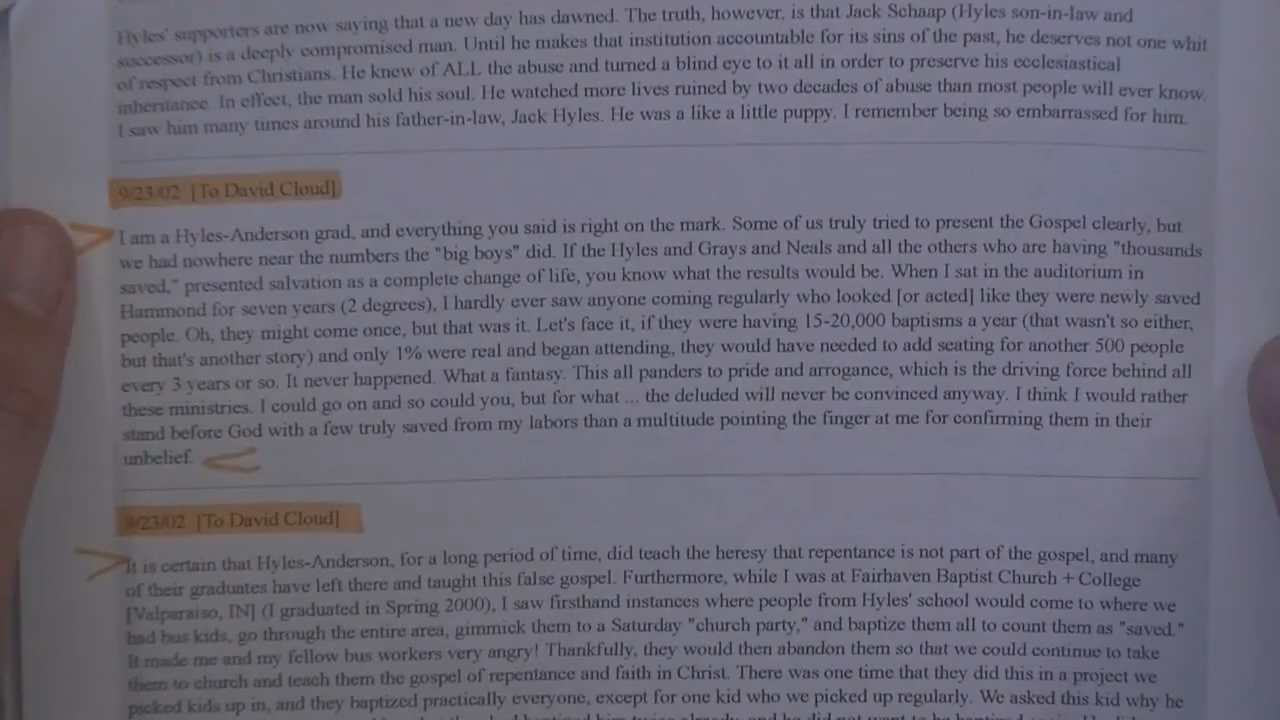 Hyles' supporters are now saying that a new day has dawned. The truth, however, is that Jack Schaap (Hyles son-in-law and
successor) is a deeply compromised man. Until he makes that institution accountable for its sins of the past, he deserves not one whit
of respect from Christians. He knew of ALL the abuse and turned a blind eye to it all in order to preserve his ecclesiastical
inheritance. In effect, the man sold his soul. He watched more lives ruined by two decades of abuse than most people will ever know.
I saw him many times around his father-in-law, Jack Hyles. He was a like a little puppy. I remember being so embarrassed for him.
9/23/02 [To David Cloud]
I am a Hyles-Anderson grad, and everything you said is right on the mark. Some of us truly tried to present the Gospel clearly, but
we had nowhere near the numbers the "big boys" did. If the Hyles and Grays and Neals and all the others who are having "thousands
saved," presented salvation as a complete change of life, you know what the results would be. When I sat in the auditorium in
Hammond for seven years (2 degrees), I hardly ever saw anyone coming regularly who looked [or acted] like they were newly saved
people. Oh, they might come once, but that was it. Let's face it, if they were having 15-20,000 baptisms a year (that wasn't so either,
but that's another story) and only 1% were real and began attending, they would have needed to add seating for another 500 people
every 3 years or so. It never happened. What a fantasy. This all panders to pride and arrogance, which is the driving force behind all
these ministries. I could go on and so could you, but for what ... the deluded will never be convinced anyway. I think I would rather
stand before God with a few truly saved from my labors than a multitude pointing the finger at me for confirming them in their
unbelief.
9/23/02 [To David Cloud]
It is certain that Hyles-Anderson, for a long period of time, did teach the heresy that repentance is not part of the gospel, and many
of their graduates have left there and taught this false gospel. Furthermore, while I was at Fairhaven Baptist Church + College
[Valparaiso, IN] (I graduated in Spring 2000), I saw firsthand instances where people from Hyles' school would come to where we
had bus kids, go through the entire area, gimmick them to a Saturday "church party," and baptize them all to count them as "saved."
It made me and my fellow bus workers very angry! Thankfully, they would then abandon them so that we could continue to take
them to church and teach them the gospel of repentance and faith in Christ. There was one time that they did this in a project we
picked kids up in, and they baptized practically everyone, except for one kid who we picked up regularly. We asked this kid why he